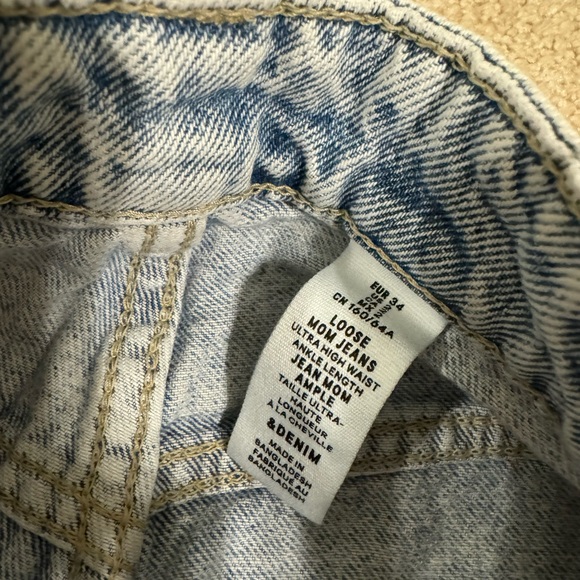 EUR 34
CN 160/64A
LOOSE
MOM JEANS
ULTRA HIGH WAIST
ANKLE LENGTH
JEAN MOM
AMPLE
TAILLE ULTRA-
HAUTE
LONGUEUR
À LA CHEVILLE
&DENIM
MADE IN
BANGLADESH
FABRIQUÉ AU
BANGLADESH